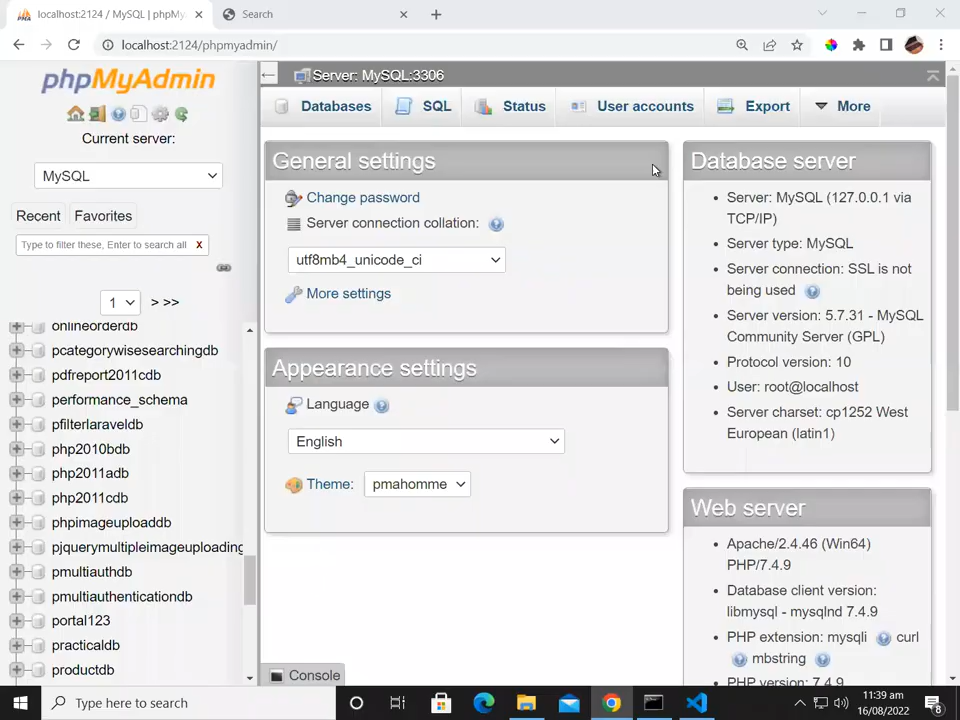 localhost:2124 / MySQL | phpMy
Search
localhost:2124/phpmyadmin/
phpMyAdmin
Current server:
MySQL
Recent
Favorites
Type to filter these, Enter to search all
X
1
> >>
onlineorderdb
pcategorywisesearchingdb
pdfreport2011cdb
performance_schema
pfilterlaraveldb
php2010bdb
php2011adb
php2011cdb
phpimageuploaddb
pjquerymultipleimageuploading
pmultiauthdb
pmultiauthenticationdb
portal123
practicaldb
productdb
Server: MySQL:3306
Databases
SQL
Status
User accounts
Export
More
General settings
Change password
Server connection collation:
utf8mb4_unicode_ci
More settings
Appearance settings
Language
English
Theme:
pmahomme
Database server
Server: MySQL (127.0.0.1 via
TCP/IP)
Server type: MySQL
Server connection: SSL is not
being used
Server version: 5.7.31 - MySQL
Community Server (GPL)
Protocol version: 10
User: root@localhost
Server charset: cp1252 West
European (latin1)
Web server
Apache/2.4.46 (Win64)
PHP/7.4.9
Database client version:
libmysql - mysqlnd 7.4.9
PHP extension: mysqli curl
mbstring
PHP version: 7.4.9
Console
Type here to search
11:39 am
16/08/2022
8